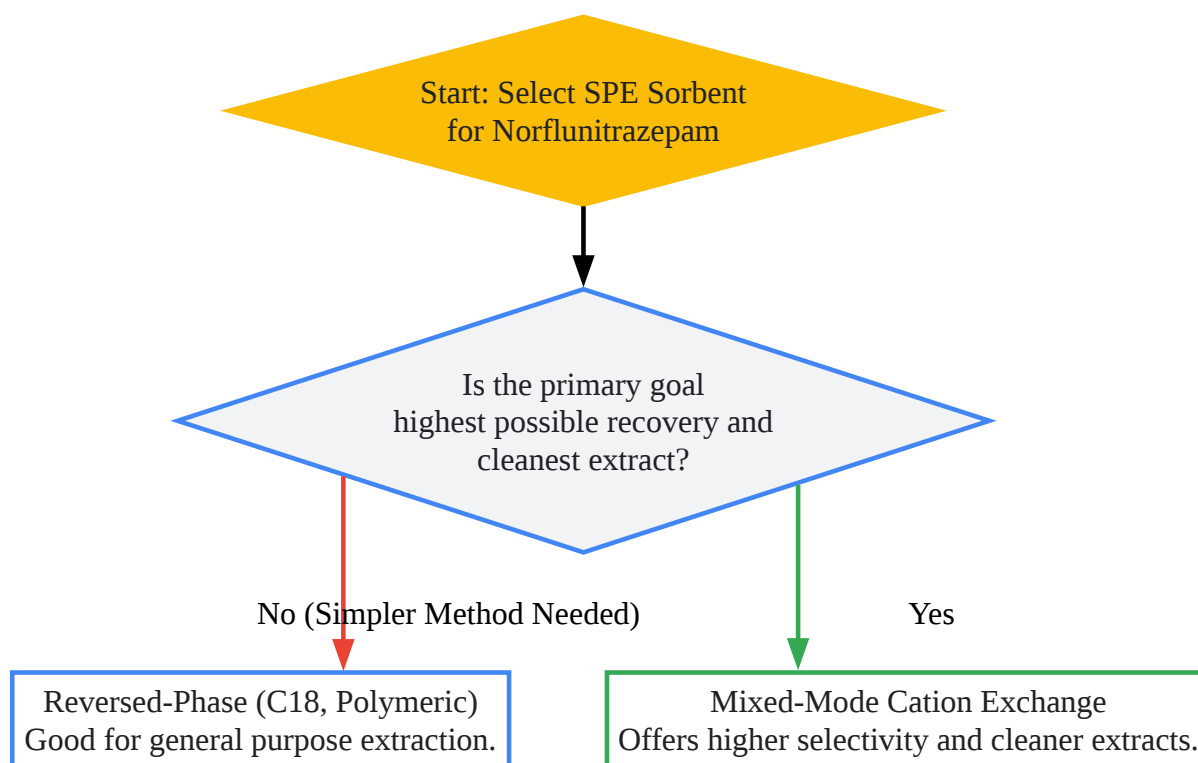 Start: Select SPE Sorbent
for Norflunitrazepam
Is the primary goal
highest possible recovery and
cleanest extract?
No (Simpler Method Needed)
Yes
Reversed-Phase (C18, Polymeric)
Good for general purpose extraction.
Mixed-Mode Cation Exchange
Offers higher selectivity and cleaner extracts.